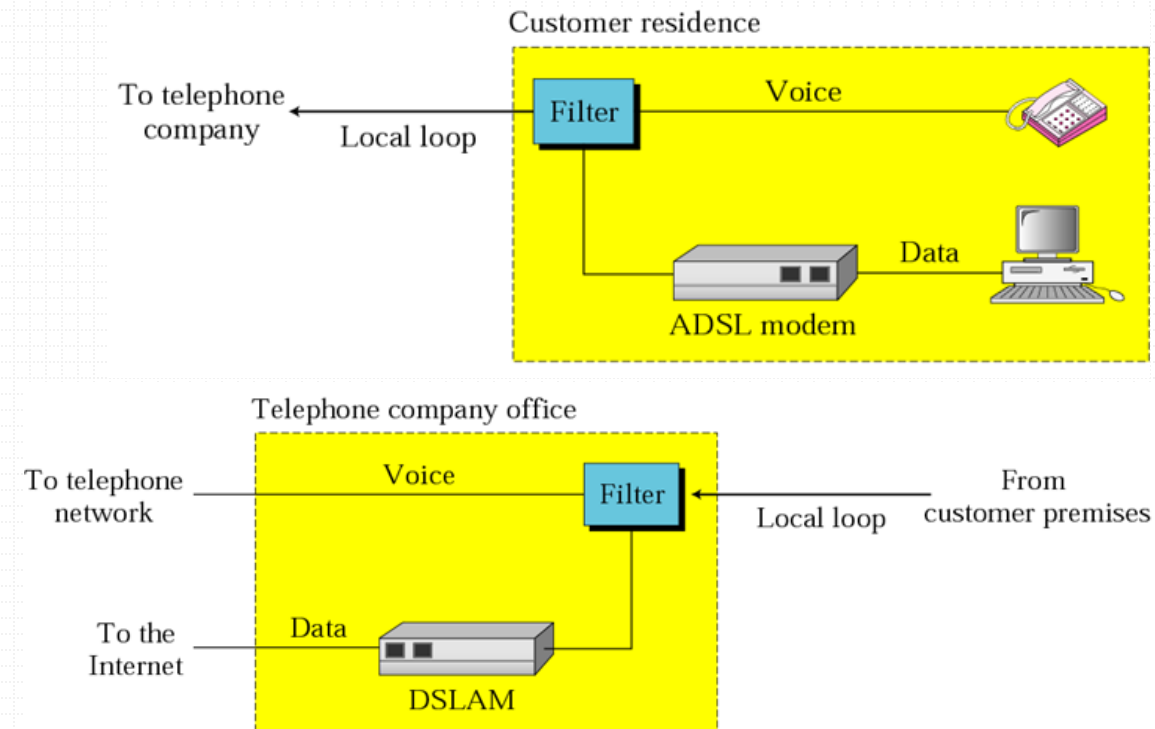 Customer residence
To telephone
company
Local loop
Filter
Voice
Data
ADSL modem
Telephone company office
To telephone
network
Voice
Filter
Local loop
From
customer premises
To the
Internet
Data
DSLAM